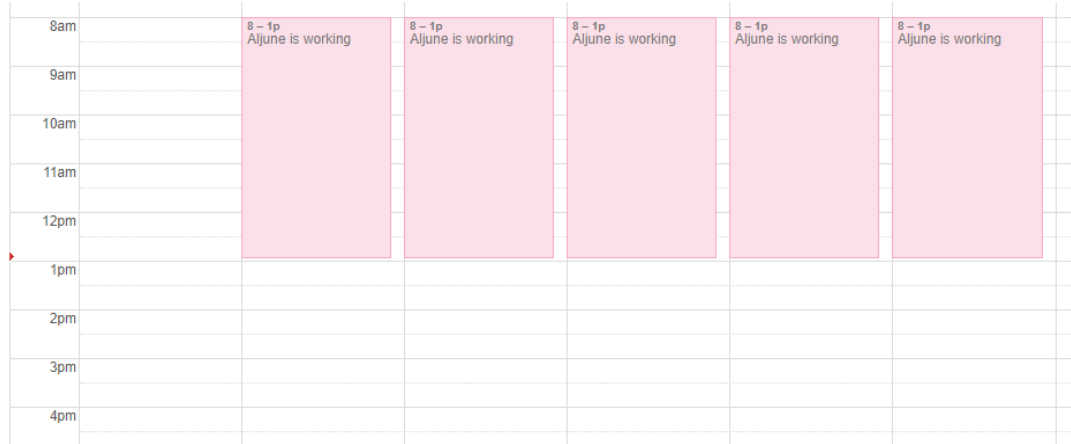 8am
8 – 1p
Aljune is working
8 – 1p
Aljune is working
8 – 1p
Aljune is working
8 – 1p
Aljune is working
8 – 1p
Aljune is working
9am
10am
11am
12pm
1pm
2pm
3pm
4pm